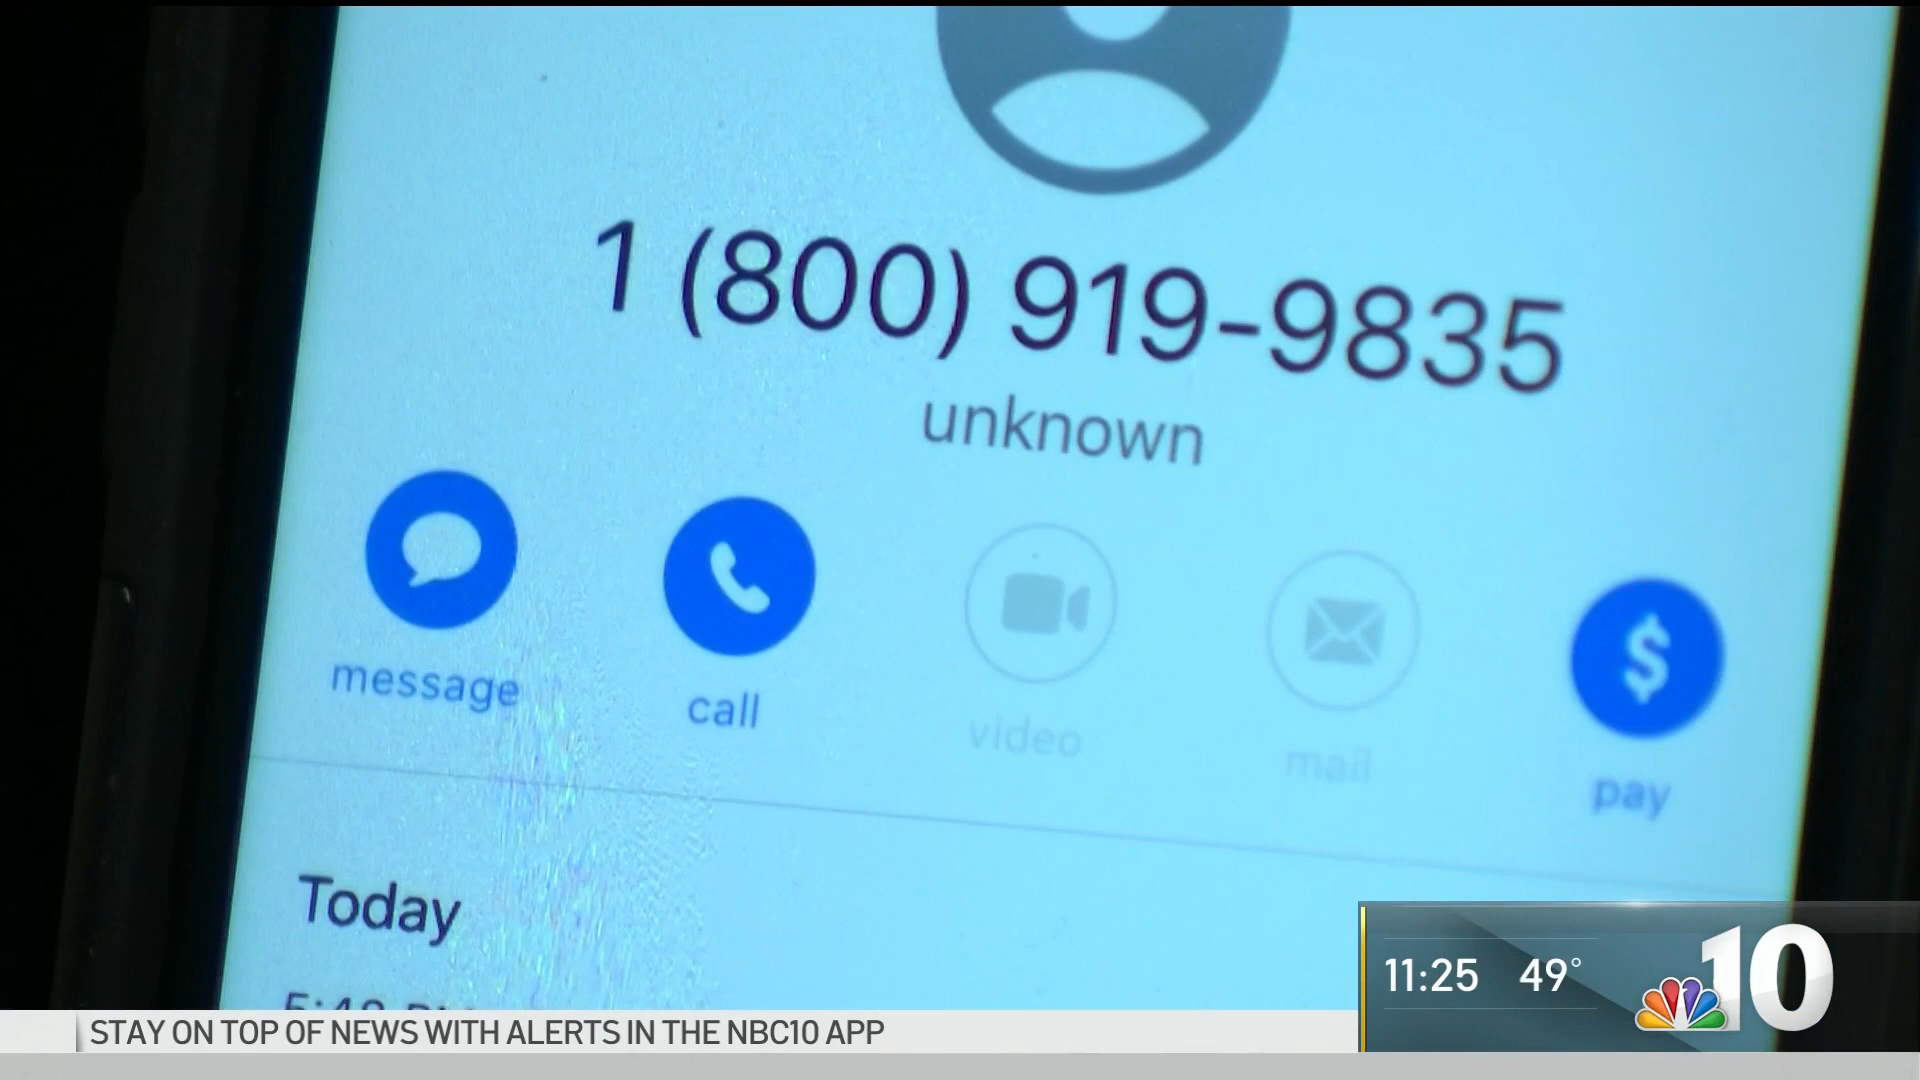 1 (800) 919-9835
unknown
message call video mail pay
Today
11:25 49° 10
STAY ON TOP OF NEWS WITH ALERTS IN THE NBC10 APP